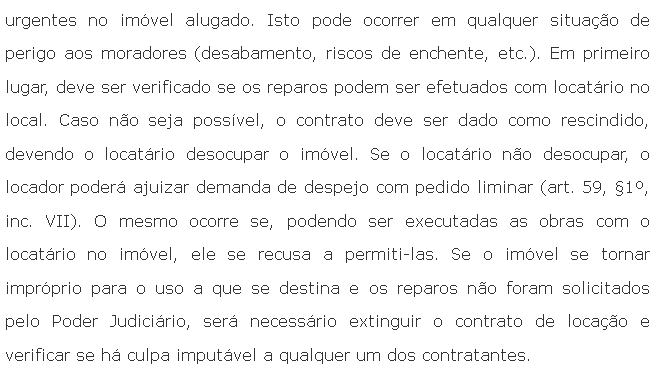 urgentes no imóvel alugado. Isto pode ocorrer em qualquer situação de
perigo aos moradores (desabamento, riscos de enchente, etc.). Em primeiro
lugar, deve ser verificado se os reparos podem ser efetuados com locatário no
local. Caso não seja possível, o contrato deve ser dado como rescindido,
devendo o locatário desocupar o imóvel. Se o locatário não desocupar, o
locador poderá ajuizar demanda de despejo com pedido liminar (art. 59, §1º,
inc. VII). O mesmo ocorre se, podendo ser executadas as obras com o
locatário no imóvel, ele se recusa a permiti-las. Se o imóvel se tornar
impróprio para o uso a que se destina e os reparos não foram solicitados
pelo Poder Judiciário, será necessário extinguir o contrato de locação e
verificar se há culpa imputável a qualquer um dos contratantes.